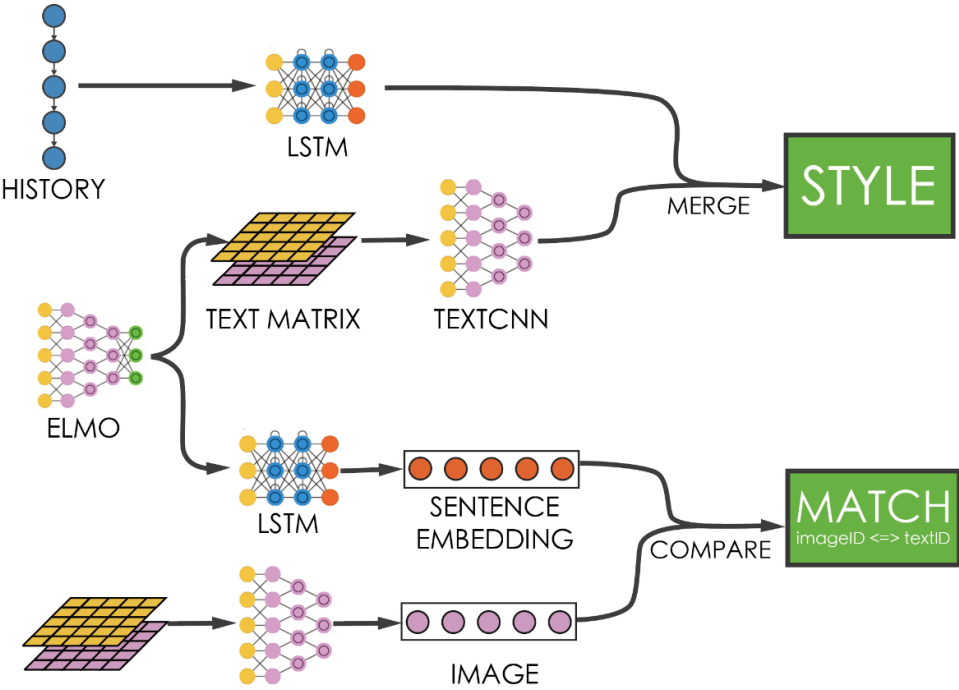 LSTM
HISTORY
STYLE
MERGE
TEXT MATRIX
TEXTCNN
ELMO
LSTM
SENTENCE
EMBEDDING
MATCH
imageID <=> textID
COMPARE
IMAGE